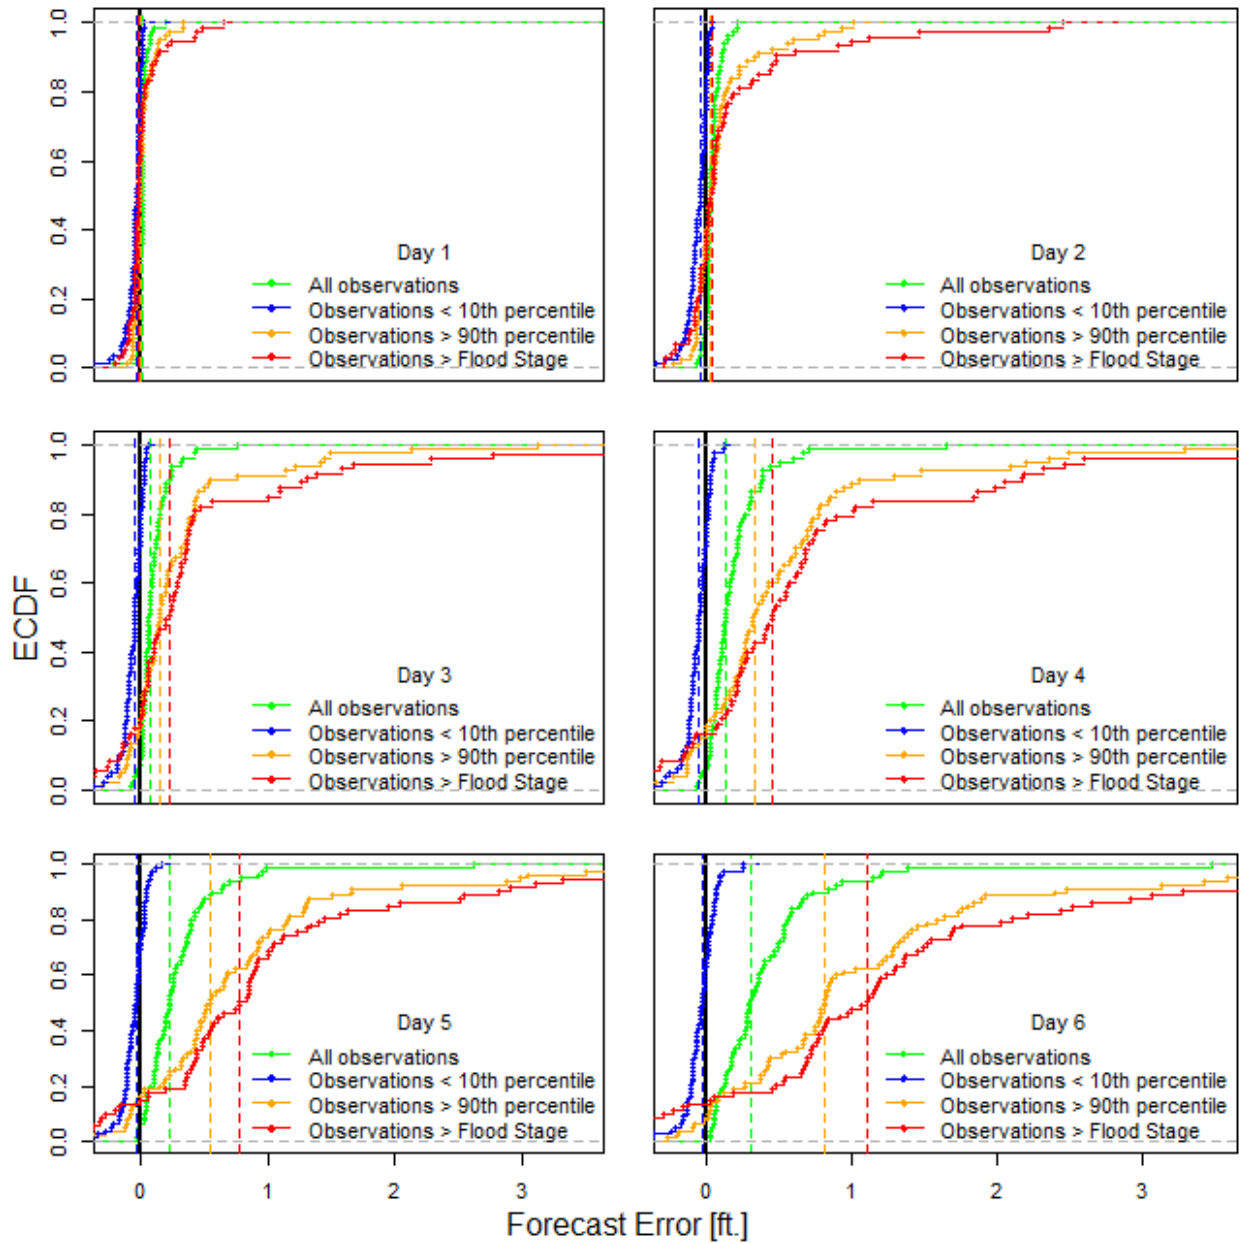 1.0
0.8
0.6
0.4
0.2
0.0
Day 1
All observations
Observations < 10th percentile
Observations > 90th percentile
Observations > Flood Stage
Day 2
All observations
Observations < 10th percentile
Observations > 90th percentile
Observations > Flood Stage
ECDF
1.0
0.8
0.6
0.4
0.2
0.0
Day 3
All observations
Observations < 10th percentile
Observations > 90th percentile
Observations > Flood Stage
Day 4
All observations
Observations < 10th percentile
Observations > 90th percentile
Observations > Flood Stage
1.0
0.8
0.6
0.4
0.2
0.0
Day 5
All observations
Observations < 10th percentile
Observations > 90th percentile
Observations > Flood Stage
Day 6
All observations
Observations < 10th percentile
Observations > 90th percentile
Observations > Flood Stage
0 1 2 3
0 1 2 3
Forecast Error [ft.]